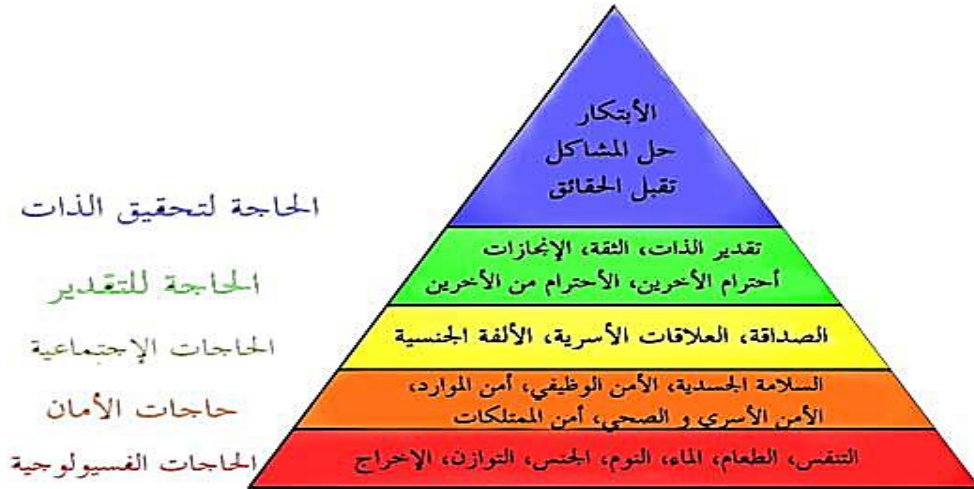 الأبتكار
حل المشاكل
تقبل الحقائق
الحاجة لتحقيق الذات
تقدير الذات، الثقة، الإنجازات
أحترام الأخرين، الأحترام من الأخرين
الحاجة للتقدير
الصداقة، العلاقات الأسرية، الألفة الجنسية
الحاجات الإجتماعية
السلامة الجسدية، الأمن الوظيفي، أمن الموارد،
الأمن الأسري و الصحي، أمن الممتلكات
حاجات الأمان
التنفس، الطعام، الماء، النوم، الجنس، التوازن، الإخراج
الحاجات الفسيولوجية